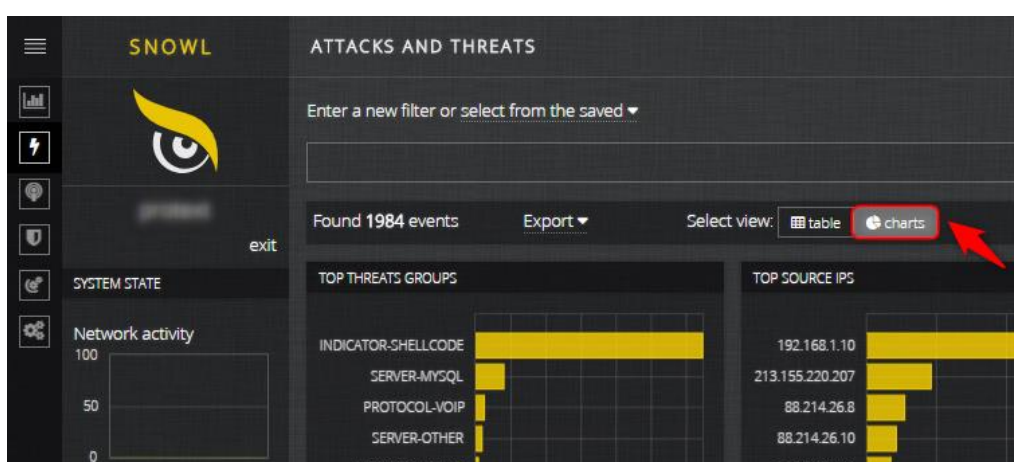 SNOWL
ATTACKS AND THREATS
Enter a new filter or select from the saved
exit
Found 1984 events
Export
Select view:
table
charts
SYSTEM STATE
Network activity
100
50
0
TOP THREATS GROUPS
INDICATOR-SHELLCODE
SERVER-MYSQL
PROTOCOL-VOIP
SERVER-OTHER
TOP SOURCE IPS
192.168.1.10
213.155.220.207
88.214.26.8
88.214.26.10